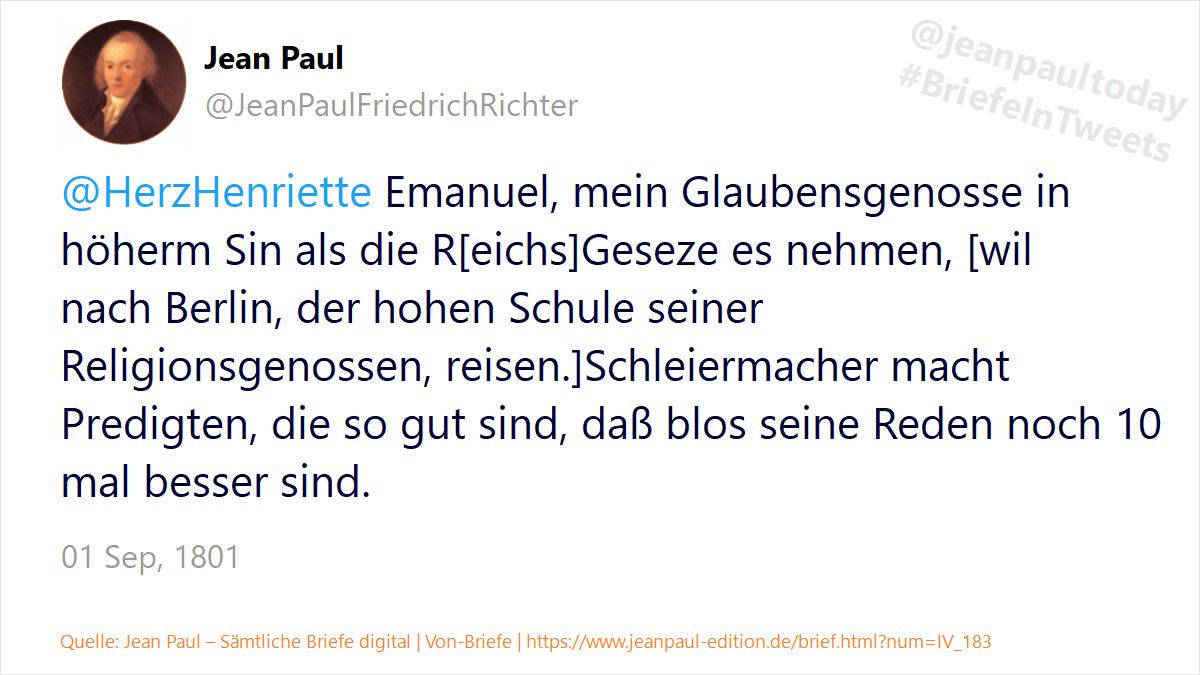 Jean Paul
@JeanPaulFriedrichRichter
@jeanpaultoday
#BriefeInTweets
@HerzHenriette Emanuel, mein Glaubensgenosse in
höherm Sin als die R[eichs]Geseze es nehmen, [wil
nach Berlin, der hohen Schule seiner
Religionsgenossen, reisen.]Schleiermacher macht
Predigten, die so gut sind, daß blos seine Reden noch 10
mal besser sind.
01 Sep, 1801
Quelle: Jean Paul – Sämtliche Briefe digital | Von-Briefe | https://www.jeanpaul-edition.de/brief.html?num=IV_183